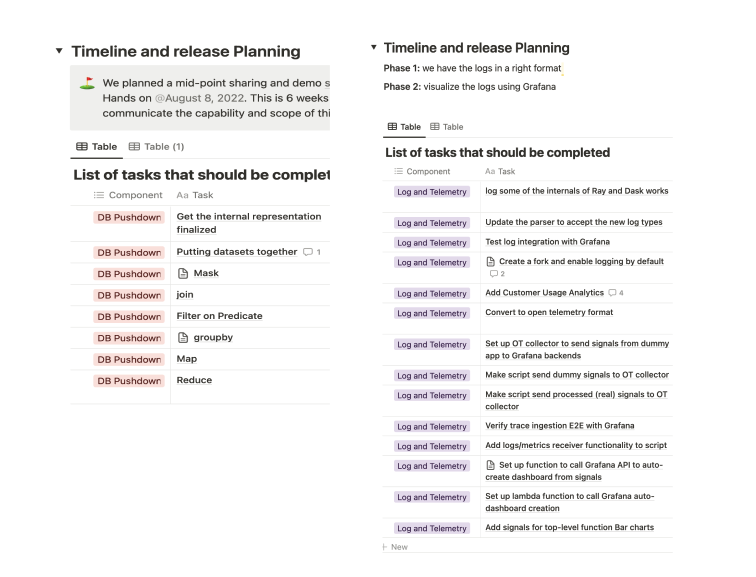 Timeline and release Planning
We planned a mid-point sharing and demo s
Hands on @August 8, 2022. This is 6 weeks
communicate the capability and scope of thi
Table Table (1)
List of tasks that should be complet
Component Aa Task
DB Pushdown Get the internal representation
finalized
DB Pushdown Putting datasets together 1
DB Pushdown Mask
DB Pushdown join
DB Pushdown Filter on Predicate
DB Pushdown groupby
DB Pushdown Map
DB Pushdown Reduce
Timeline and release Planning
Phase 1: we have the logs in a right format
Phase 2: visualize the logs using Grafana
Table Table
List of tasks that should be completed
Component Aa Task
Log and Telemetry log some of the internals of Ray and Dask works
Log and Telemetry Update the parser to accept the new log types
Log and Telemetry Test log integration with Grafana
Log and Telemetry Create a fork and enable logging by default
2
Log and Telemetry Add Customer Usage Analytics 4
Log and Telemetry Convert to open telemetry format
Log and Telemetry Set up OT collector to send signals from dummy
app to Grafana backends
Log and Telemetry Make script send dummy signals to OT collector
Log and Telemetry Make script send processed (real) signals to OT
collector
Log and Telemetry Verify trace ingestion E2E with Grafana
Log and Telemetry Add logs/metrics receiver functionality to script
Log and Telemetry Set up function to call Grafana API to auto-
create dashboard from signals
Log and Telemetry Set up lambda function to call Grafana auto-
dashboard creation
Log and Telemetry Add signals for top-level function Bar charts
New